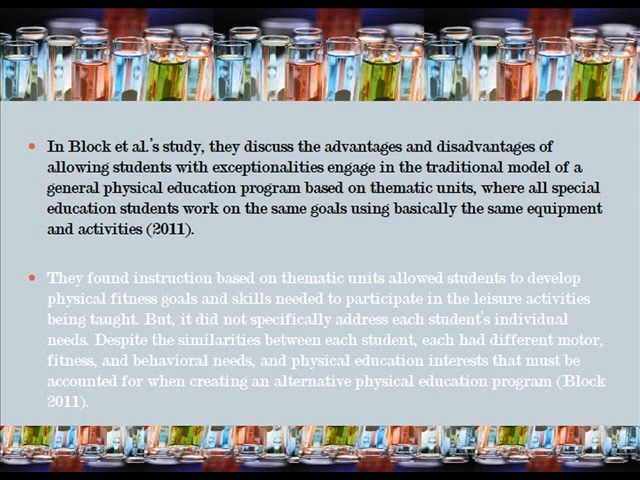 In Block et al.'s study, they discuss the advantages and disadvantages of
allowing students with exceptionalities engage in the traditional model of a
general physical education program based on thematic units, where all special
education students work on the same goals using basically the same equipment
and activities (2011).
They found instruction based on thematic units allowed students to develop
physical fitness goals and skills needed to participate in the leisure activities
being taught. But, it did not specifically address each student's individual
needs. Despite the similarities between each student, each had different motor,
fitness, and behavioral needs, and physical education interests that must be
accounted for when creating an alternative physical education program (Block
2011).